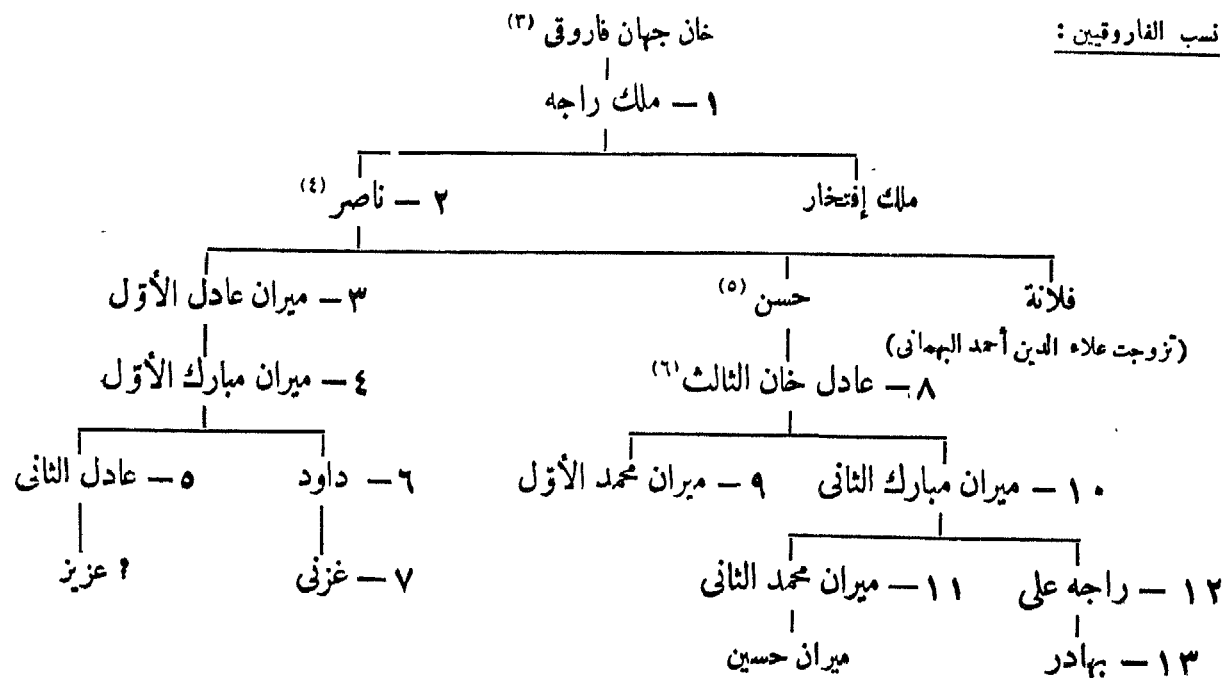 نسب الفاروقيين :
خان جهان فاروقى (٣)
١ — ملك راجه
ملك إفتخار
٢ — ناصر (٤)
فلانة
(تزوجت علاء الدين أحمد البهمانى)
حسن (٥)
٣ — ميران عادل الأوّل
٨ — عادل خان الثالث (٦)
٤ — ميران مبارك الأوّل
١٠ — ميران مبارك الثانى
٩ — ميران محمد الأوّل
٦ — داود
٥ — عادل الثانى
١٢ — راجه على
١١ — ميران محمد الثانى
٧ — غزنى
? عزيز
١٣ — بهادر
ميران حسين